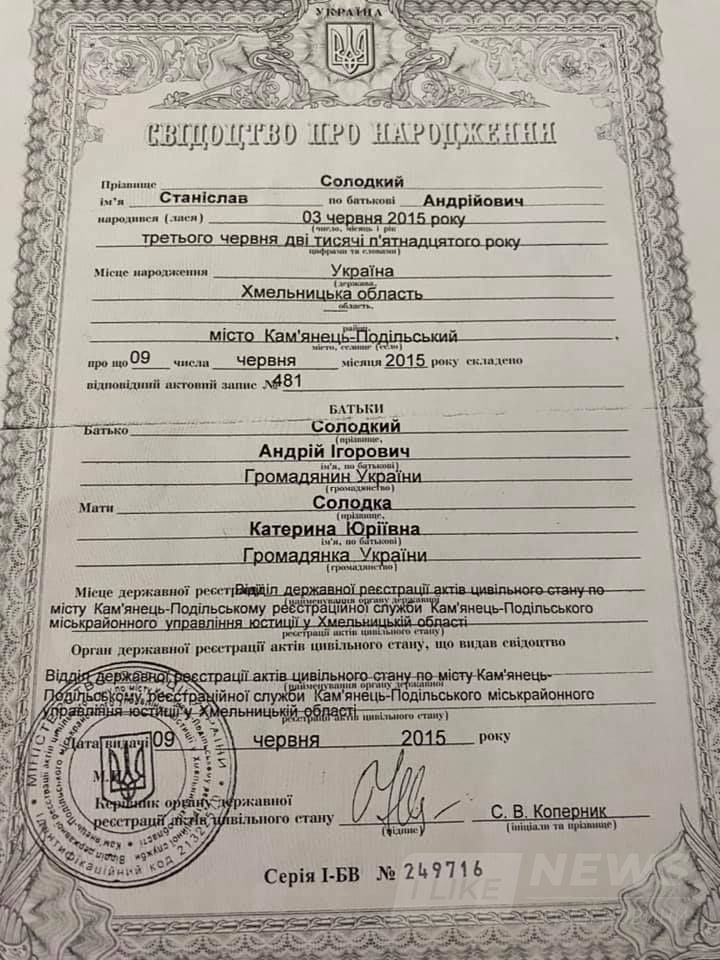 УКРАЇНА
СВІДОЦТВО ПРО НАРОДЖЕННЯ
Прізвище Солодкий
ім'я Станіслав по батькові Андрійович
народився (лася) 03 червня 2015 року
(число, місяць і рік
третього червня дві тисячі п'ятнадцятого року
цифрами та словами)
Місце народження Україна
(держава,
Хмельницька область
область,
район,
місто Кам'янець-Подільський ,
місто, селище (село)
про що 09 числа червня місяця 2015 року складено
відповідний актовий запис № 481
БАТЬКИ
Батько Солодкий
(прізвище,
Андрій Ігорович
ім'я, по батькові)
Громадянин України
(громадянство)
Мати Солодка
(прізвище,
Катерина Юріївна
ім'я, по батькові)
Громадянка України
(громадянство)
Місце державної реєстрації Відділ державної реєстрації актів цивільного стану по
(найменування органу державної
місту Кам'янець-Подільському реєстраційної служби Кам'янець-Подільського
міськрайонного управління юстиції у Хмельницькій області
реєстрації актів цивільного стану)
Орган державної реєстрації актів цивільного стану, що видав свідоцтво
Відділ державної реєстрації актів цивільного стану по місту Кам'янець-
(найменування органу державної
Подільському реєстраційної служби Кам'янець-Подільського міськрайонного
управління юстиції у Хмельницькій області
реєстрації актів цивільного стану)
Дата видачі 09 червня 2015 року
М.П.
Керівник органу державної
реєстрації актів цивільного стану С. В. Коперник
(підпис) (ініціали та прізвище)
Серія І-БВ № 249716
I LIKE NEWS